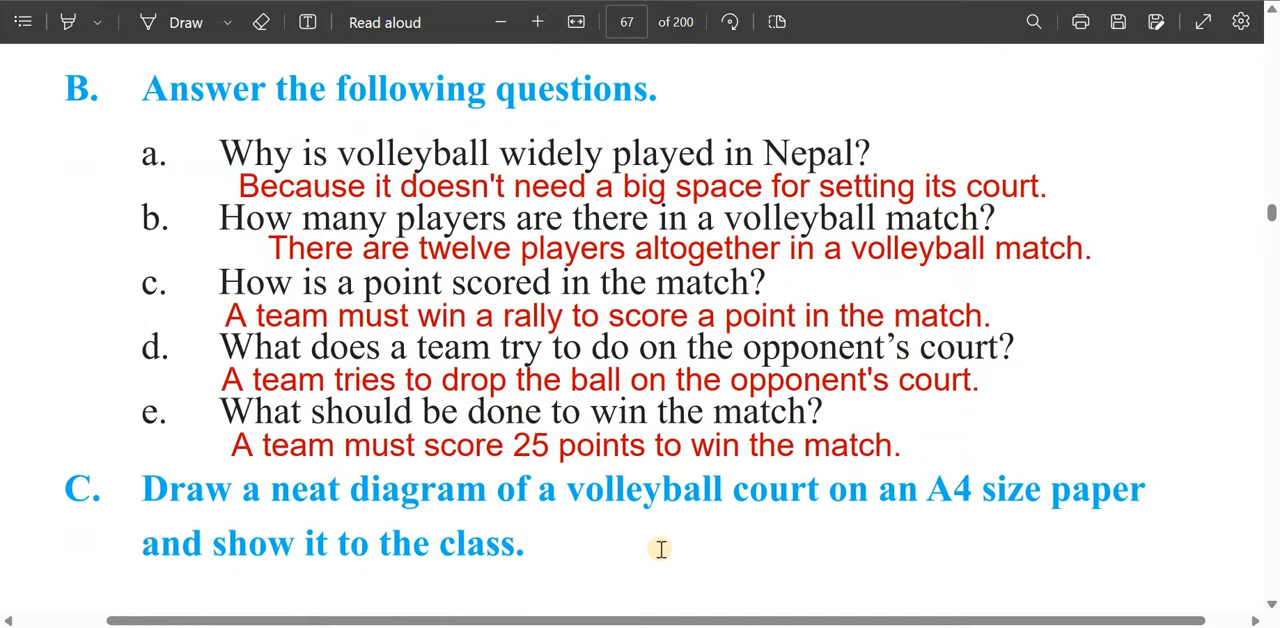 Draw
Read aloud
67 of 200
B. Answer the following questions.
a. Why is volleyball widely played in Nepal?
Because it doesn't need a big space for setting its court.
b. How many players are there in a volleyball match?
There are twelve players altogether in a volleyball match.
c. How is a point scored in the match?
A team must win a rally to score a point in the match.
d. What does a team try to do on the opponent’s court?
A team tries to drop the ball on the opponent's court.
e. What should be done to win the match?
A team must score 25 points to win the match.
C. Draw a neat diagram of a volleyball court on an A4 size paper
and show it to the class.